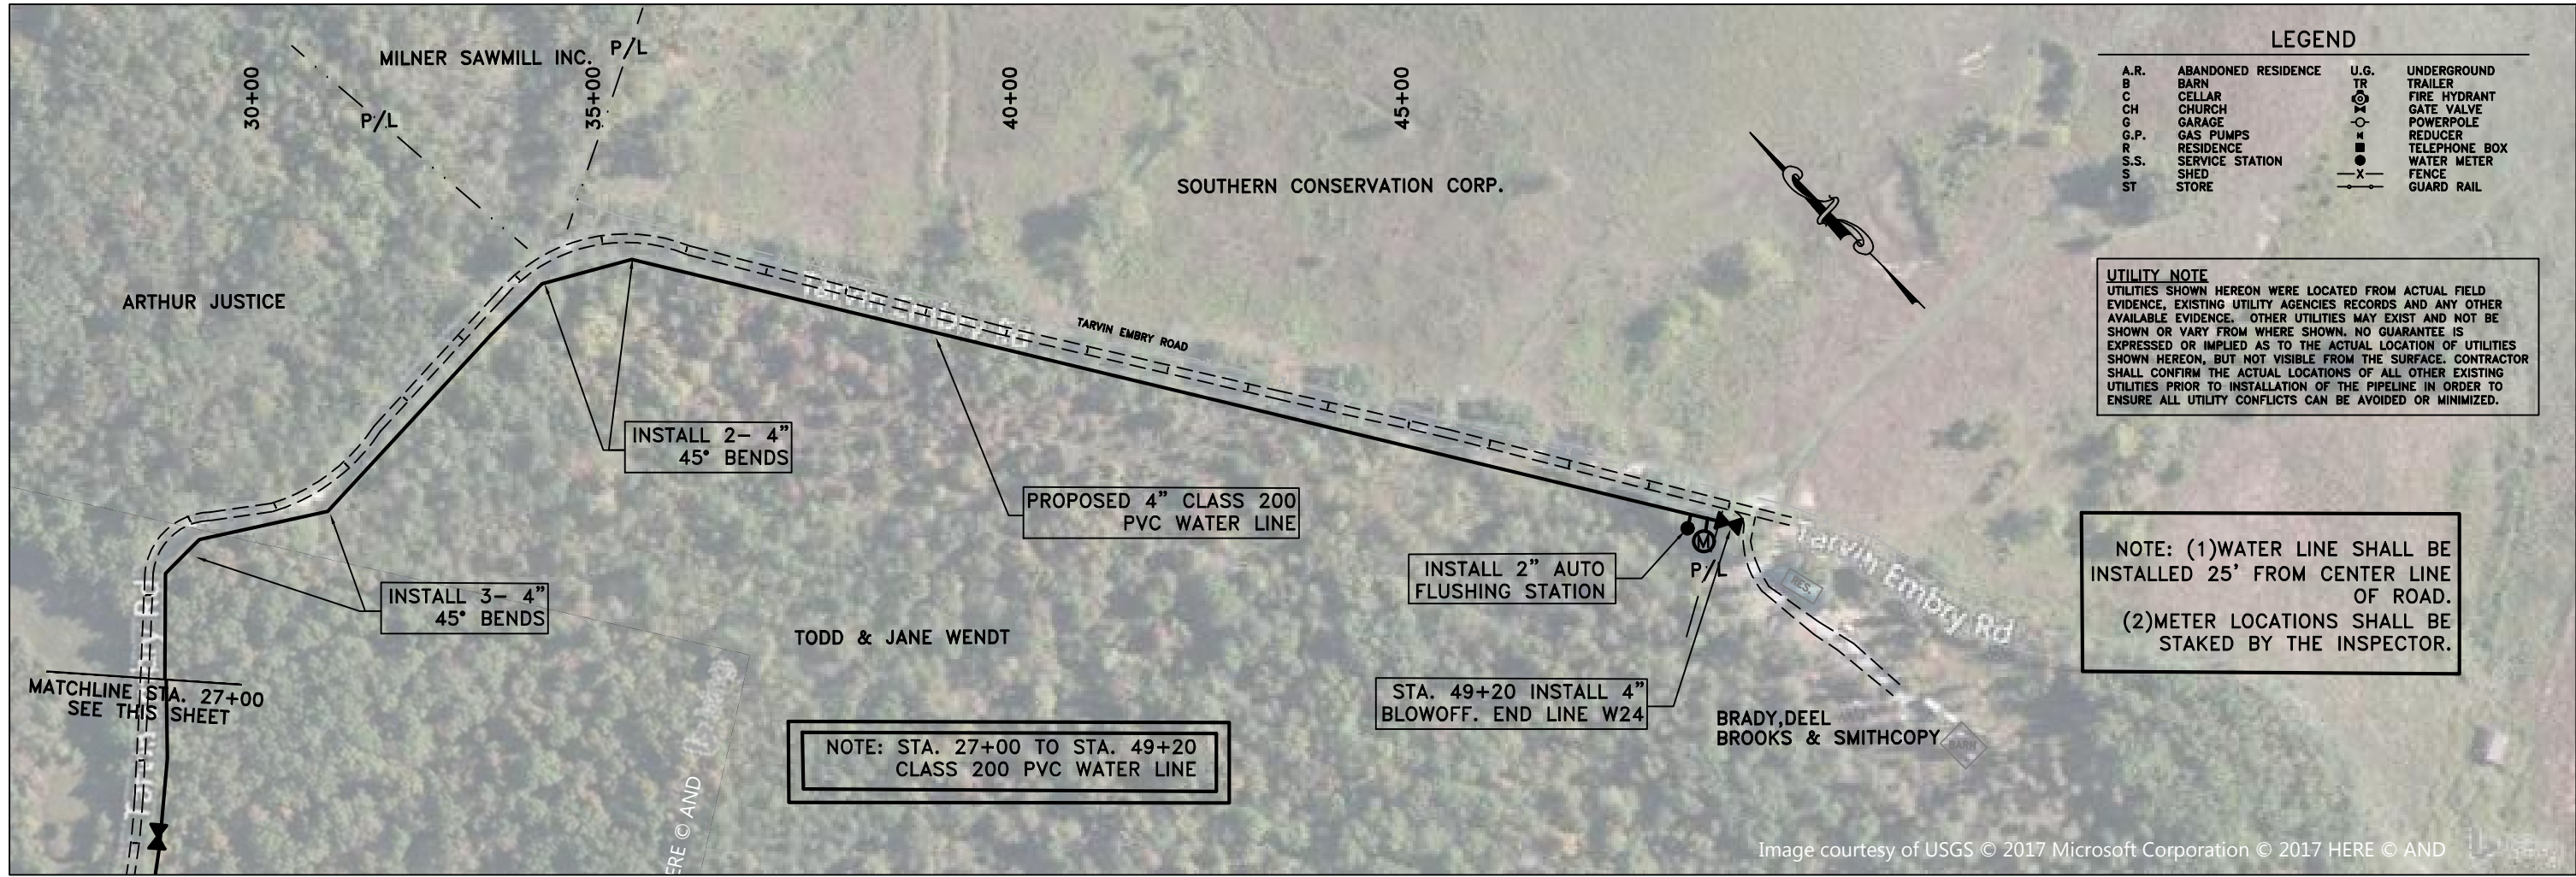 MILNER SAWMILL INC.
P/L
P/L
30+00
35+00
40+00
45+00
SOUTHERN CONSERVATION CORP.
ARTHUR JUSTICE
Tarvin Embry Rd
TARVIN EMBRY ROAD
INSTALL 2- 4"
45° BENDS
PROPOSED 4" CLASS 200
PVC WATER LINE
INSTALL 3- 4"
45° BENDS
INSTALL 2" AUTO
FLUSHING STATION
M
P/L
RES.
Tarvin Embry Rd
TODD & JANE WENDT
MATCHLINE STA. 27+00
SEE THIS SHEET
STA. 49+20 INSTALL 4"
BLOWOFF. END LINE W24
BRADY,DEEL
BROOKS & SMITHCOPY
BARN
NOTE: STA. 27+00 TO STA. 49+20
CLASS 200 PVC WATER LINE
LEGEND
A.R. ABANDONED RESIDENCE U.G. UNDERGROUND
B BARN TR TRAILER
C CELLAR FIRE HYDRANT
CH CHURCH GATE VALVE
G GARAGE POWERPOLE
G.P. GAS PUMPS REDUCER
R RESIDENCE TELEPHONE BOX
S.S. SERVICE STATION WATER METER
S SHED X FENCE
ST STORE GUARD RAIL
UTILITY NOTE
UTILITIES SHOWN HEREON WERE LOCATED FROM ACTUAL FIELD
EVIDENCE, EXISTING UTILITY AGENCIES RECORDS AND ANY OTHER
AVAILABLE EVIDENCE. OTHER UTILITIES MAY EXIST AND NOT BE
SHOWN OR VARY FROM WHERE SHOWN. NO GUARANTEE IS
EXPRESSED OR IMPLIED AS TO THE ACTUAL LOCATION OF UTILITIES
SHOWN HEREON, BUT NOT VISIBLE FROM THE SURFACE. CONTRACTOR
SHALL CONFIRM THE ACTUAL LOCATIONS OF ALL OTHER EXISTING
UTILITIES PRIOR TO INSTALLATION OF THE PIPELINE IN ORDER TO
ENSURE ALL UTILITY CONFLICTS CAN BE AVOIDED OR MINIMIZED.
NOTE: (1)WATER LINE SHALL BE
INSTALLED 25' FROM CENTER LINE
OF ROAD.
(2)METER LOCATIONS SHALL BE
STAKED BY THE INSPECTOR.
ERE © AND
Image courtesy of USGS © 2017 Microsoft Corporation © 2017 HERE © AND